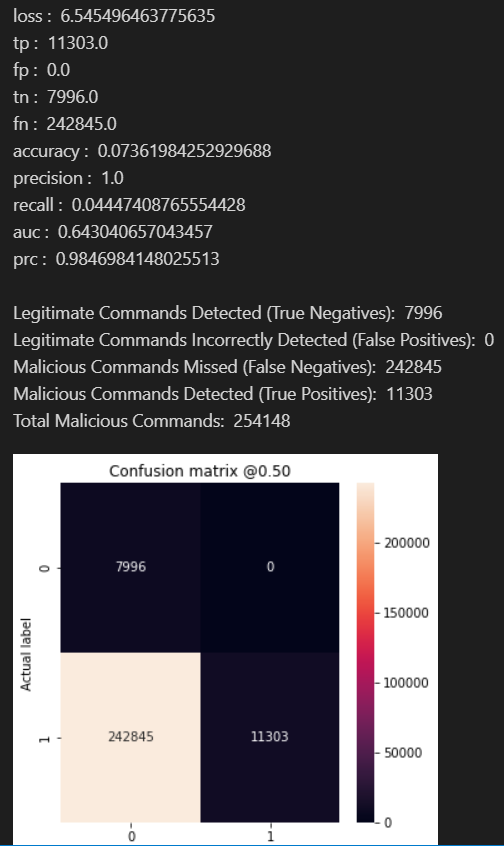 loss :  6.545496463775635
tp :  11303.0
fp :  0.0
tn :  7996.0
fn :  242845.0
accuracy :  0.07361984252929688
precision :  1.0
recall :  0.04447408765554428
auc :  0.643040657043457
prc :  0.9846984148025513
Legitimate Commands Detected (True Negatives):  7996
Legitimate Commands Incorrectly Detected (False Positives):  0
Malicious Commands Missed (False Negatives):  242845
Malicious Commands Detected (True Positives):  11303
Total Malicious Commands:  254148
Confusion matrix @0.50
200000
0
7996
0
150000
Actual label
100000
1
242845
11303
50000
0
0
1